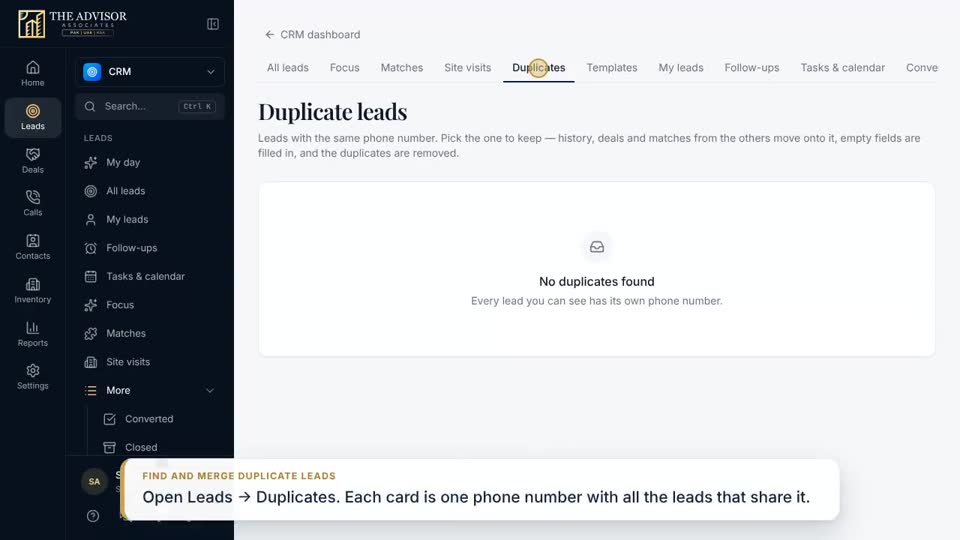 THE ADVISOR
ASSOCIATES
PAK | UAE | KSA
Home
Leads
Deals
Calls
Contacts
Inventory
Reports
Settings
CRM
Search...
Ctrl K
LEADS
My day
All leads
My leads
Follow-ups
Tasks & calendar
Focus
Matches
Site visits
More
Converted
Closed
SA
CRM dashboard
All leads
Focus
Matches
Site visits
Duplicates
Templates
My leads
Follow-ups
Tasks & calendar
Conve
Duplicate leads
Leads with the same phone number. Pick the one to keep — history, deals and matches from the others move onto it, empty fields are
filled in, and the duplicates are removed.
No duplicates found
Every lead you can see has its own phone number.
FIND AND MERGE DUPLICATE LEADS
Open Leads → Duplicates. Each card is one phone number with all the leads that share it.